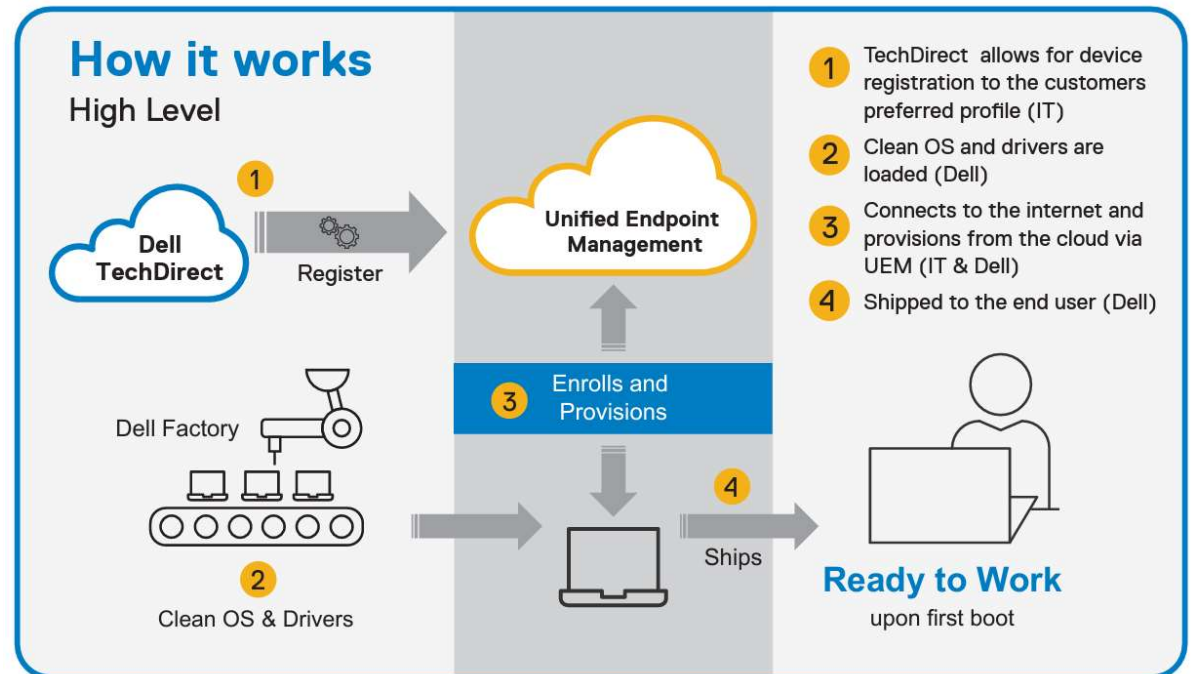 How it works
High Level
1
Dell
TechDirect
Register
Unified Endpoint
Management
Dell Factory
2
Clean OS & Drivers
3
Enrolls and
Provisions
4
Ships
1
TechDirect allows for device
registration to the customers
preferred profile (IT)
2
Clean OS and drivers are
loaded (Dell)
3
Connects to the internet and
provisions from the cloud via
UEM (IT & Dell)
4
Shipped to the end user (Dell)
Ready to Work
upon first boot